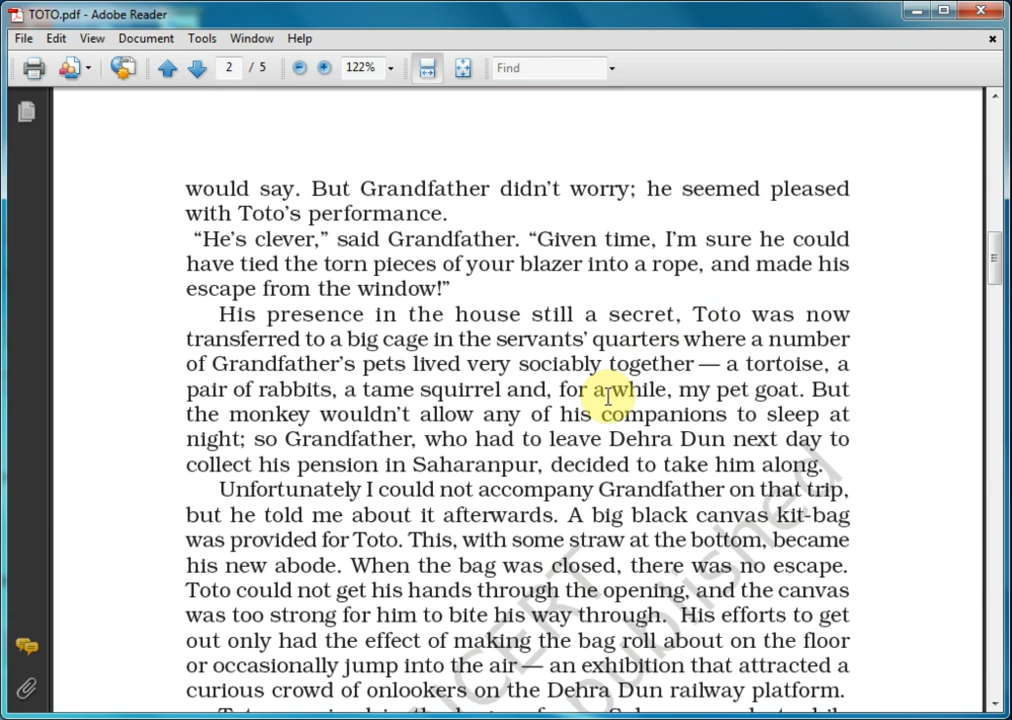 TOTO.pdf - Adobe Reader
File Edit View Document Tools Window Help
2 / 5 122% Find
would say. But Grandfather didn’t worry; he seemed pleased
with Toto’s performance.
“He’s clever,” said Grandfather. “Given time, I’m sure he could
have tied the torn pieces of your blazer into a rope, and made his
escape from the window!”
His presence in the house still a secret, Toto was now
transferred to a big cage in the servants’ quarters where a number
of Grandfather’s pets lived very sociably together — a tortoise, a
pair of rabbits, a tame squirrel and, for a while, my pet goat. But
the monkey wouldn’t allow any of his companions to sleep at
night; so Grandfather, who had to leave Dehra Dun next day to
collect his pension in Saharanpur, decided to take him along.
Unfortunately I could not accompany Grandfather on that trip,
but he told me about it afterwards. A big black canvas kit-bag
was provided for Toto. This, with some straw at the bottom, became
his new abode. When the bag was closed, there was no escape.
Toto could not get his hands through the opening, and the canvas
was too strong for him to bite his way through. His efforts to get
out only had the effect of making the bag roll about on the floor
or occasionally jump into the air — an exhibition that attracted a
curious crowd of onlookers on the Dehra Dun railway platform.
NCERT
published